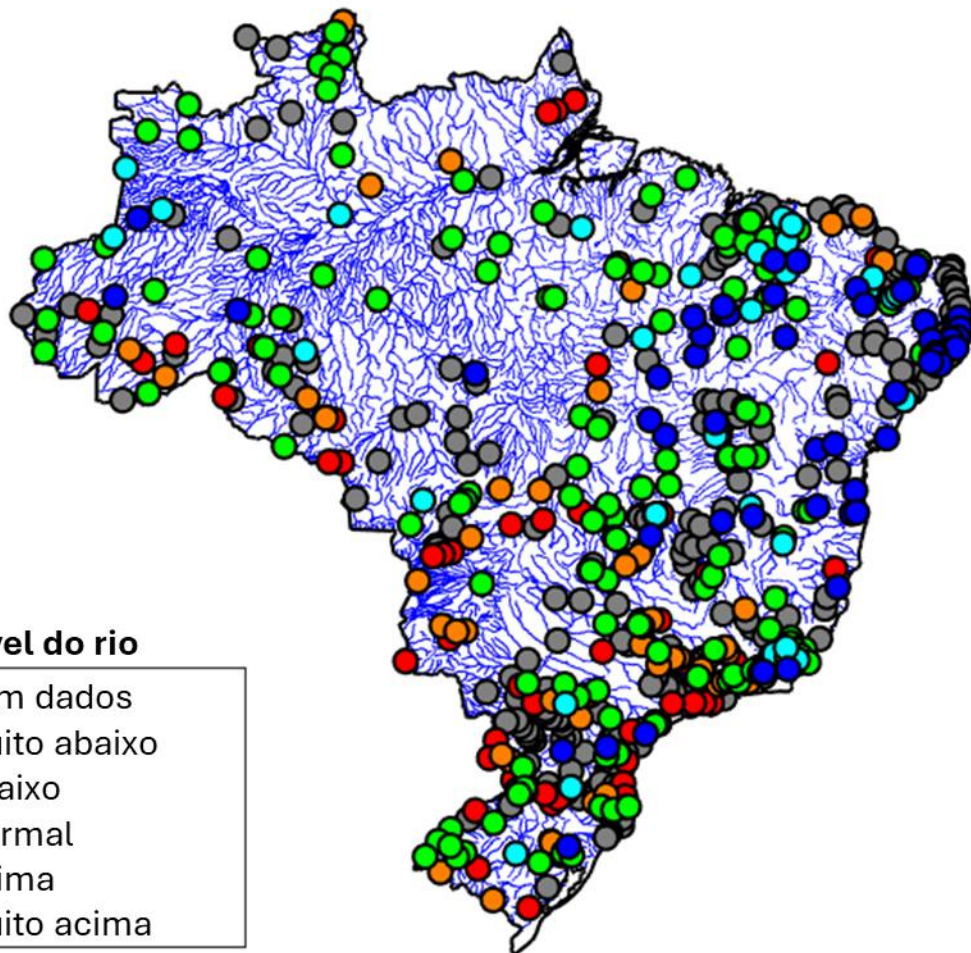 vel do rio
m dados
uito abaixo
aixo
rmal
ima
uito acima